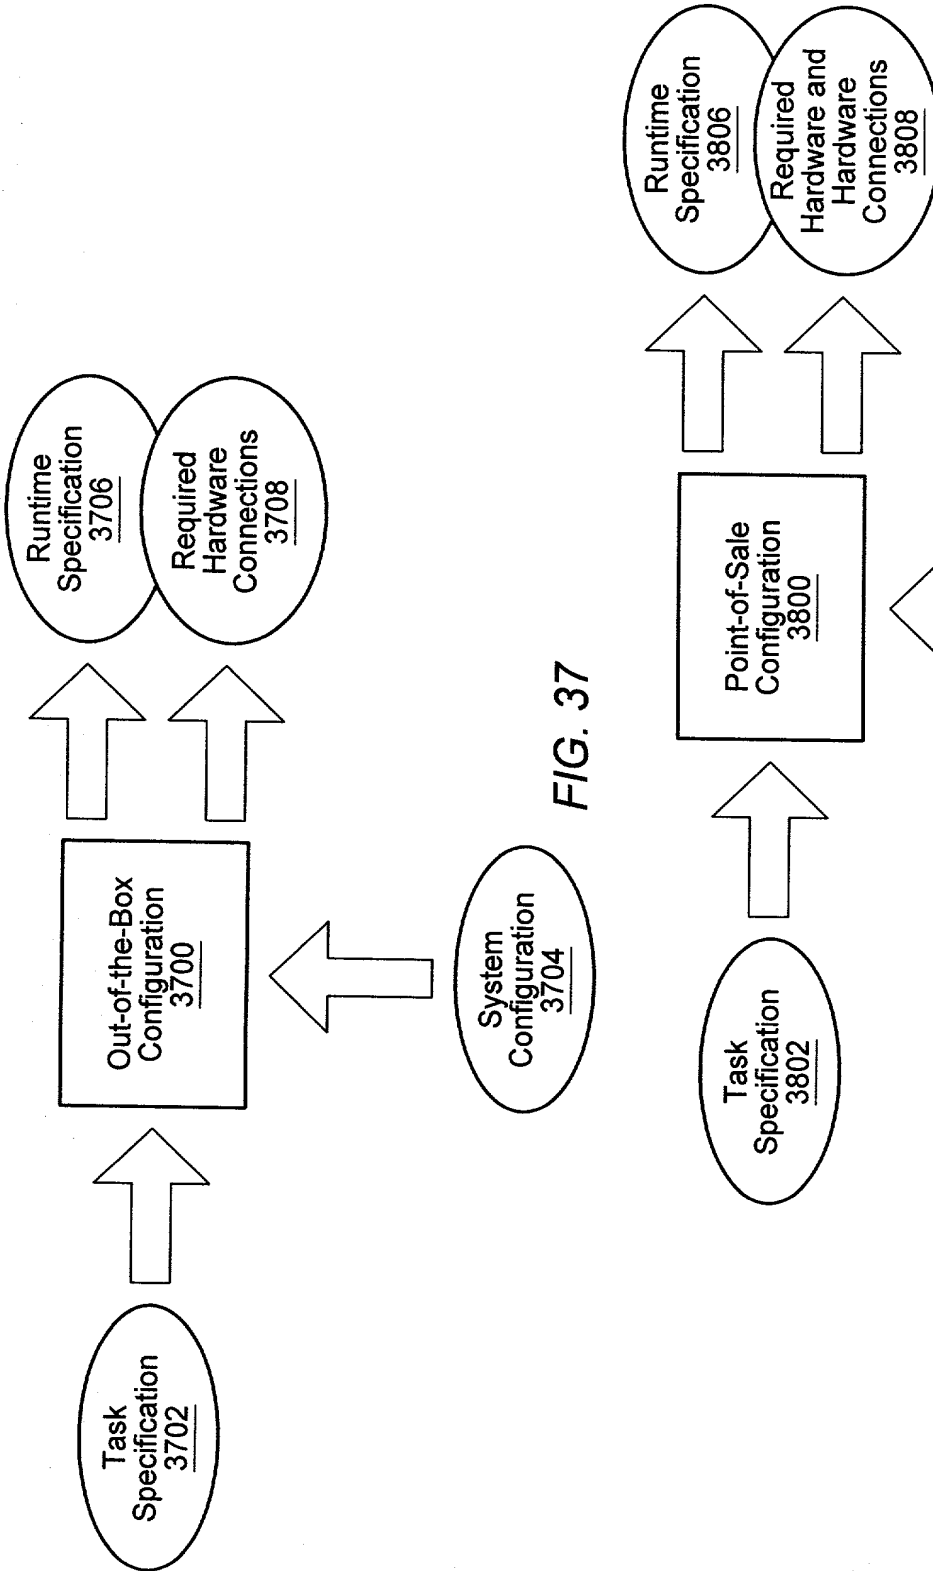 Task
Specification
3702
Out-of-the-Box
Configuration
3700
Runtime
Specification
3706
Required
Hardware
Connections
3708
System
Configuration
3704
FIG. 37
Task
Specification
3802
Point-of-Sale
Configuration
3800
Runtime
Specification
3806
Required
Hardware and
Hardware
Connections
3808